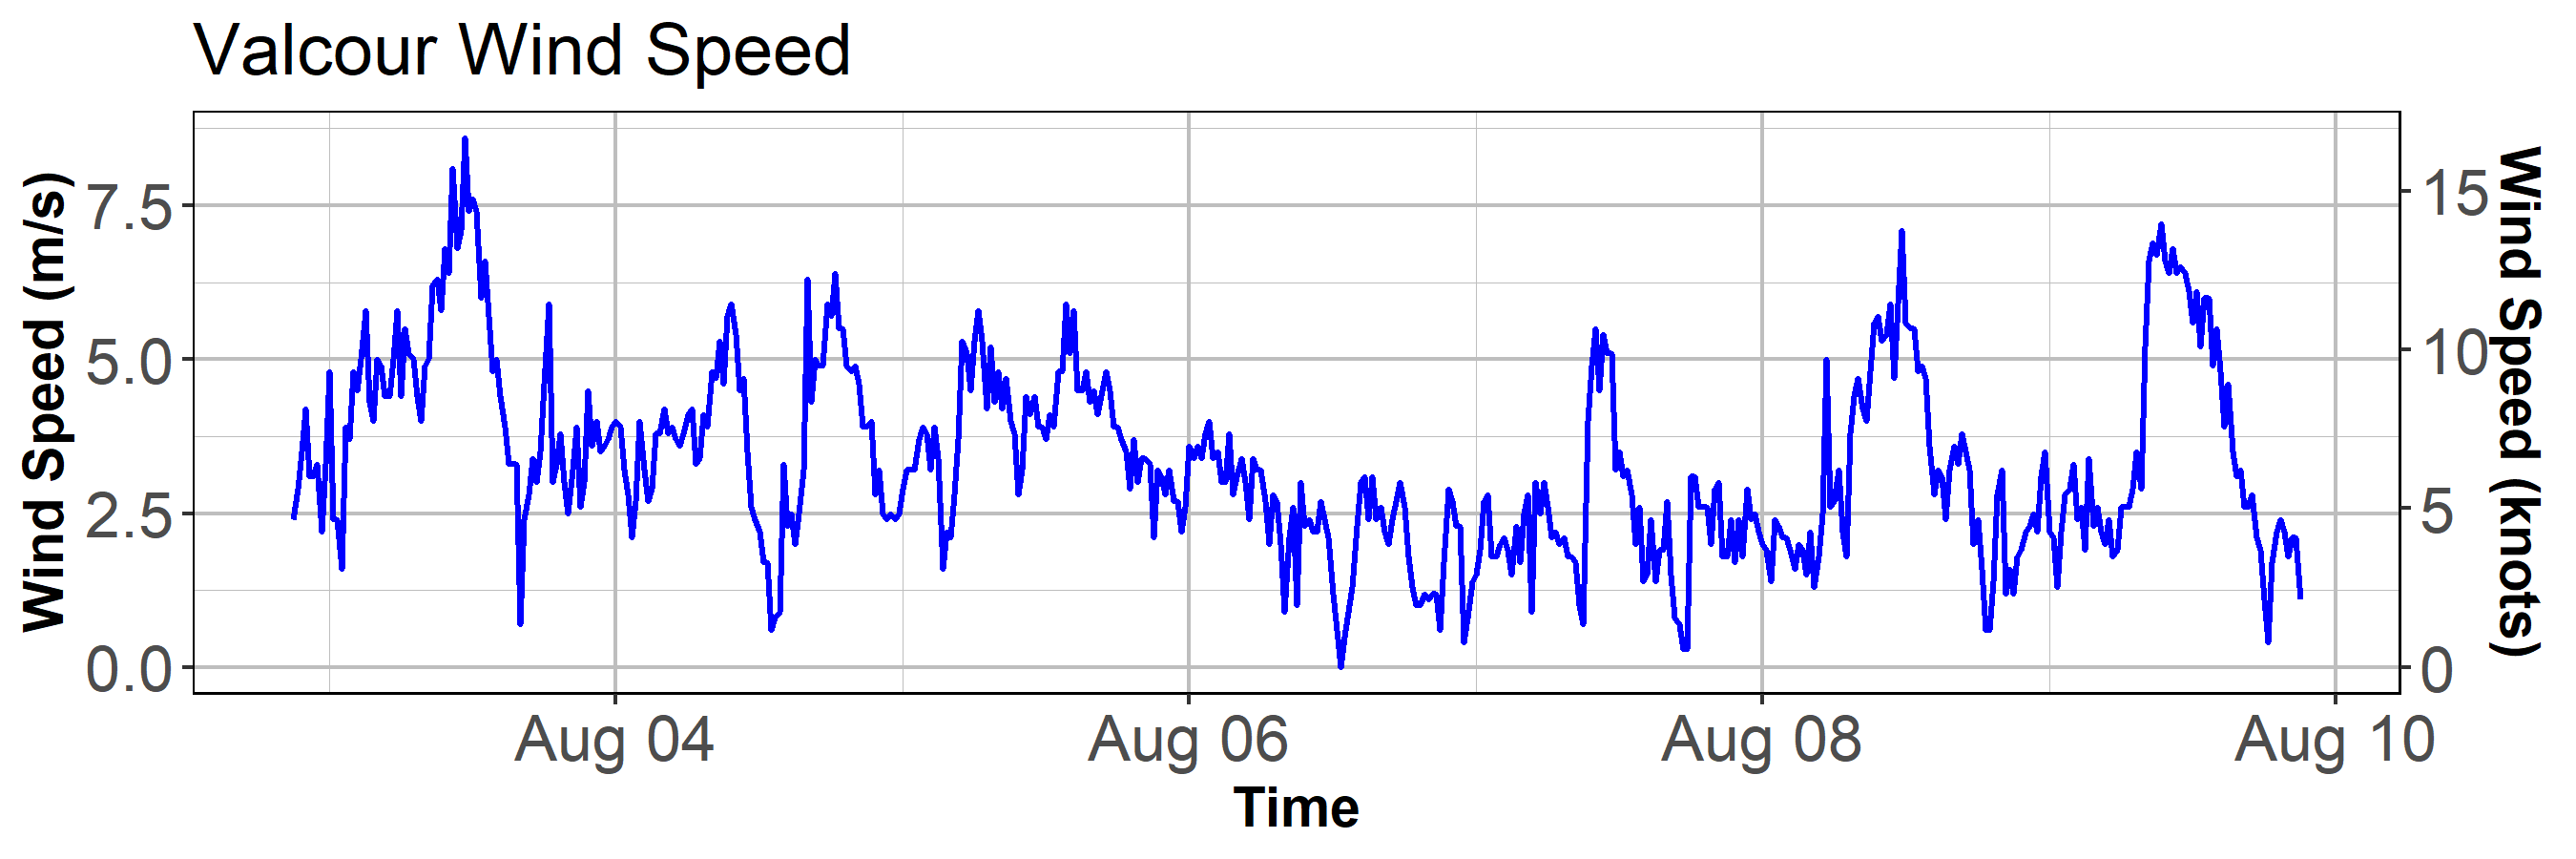 Valcour Wind Speed
Wind Speed (m/s)
7.5
5.0
2.5
0.0
15
10
5
0
Wind Speed (knots)
Aug 04
Aug 06
Aug 08
Aug 10
Time